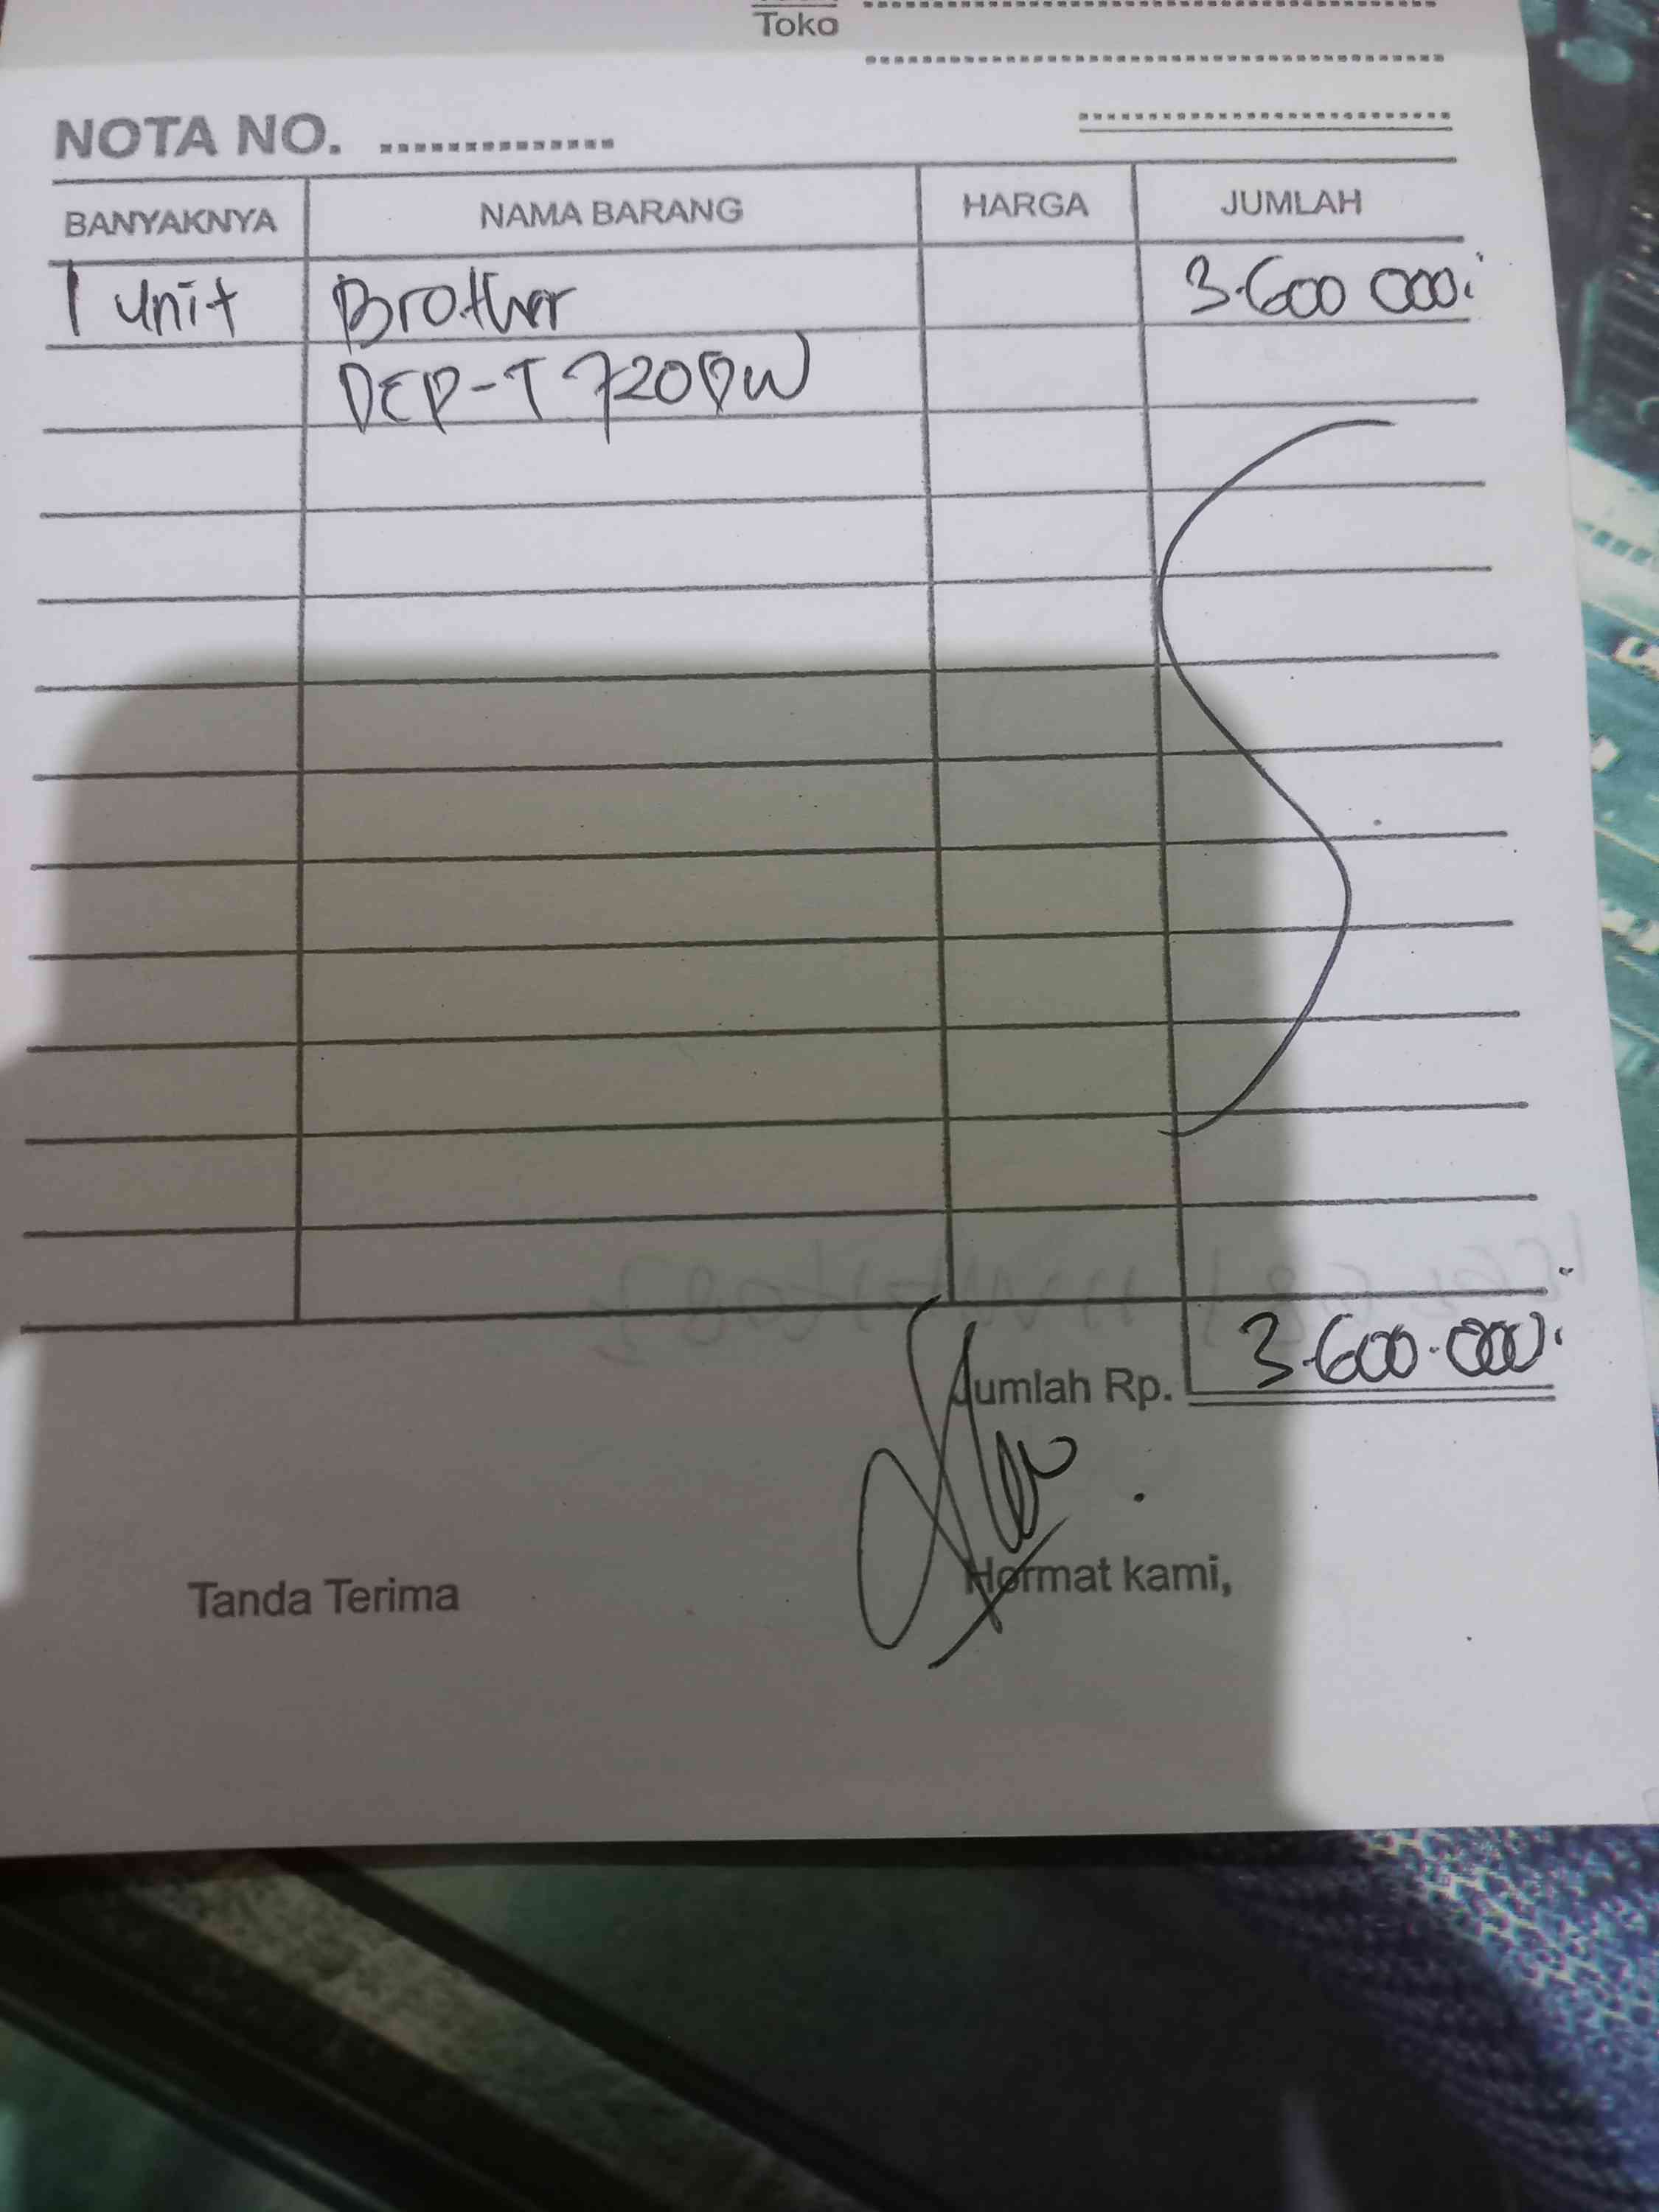 Toko
NOTA NO.
BANYAKNYA NAMA BARANG HARGA JUMLAH
1 unit Brother 3.600 000
DCP-T720DW
Jumlah Rp. 3.600.000
Tanda Terima Hormat kami,